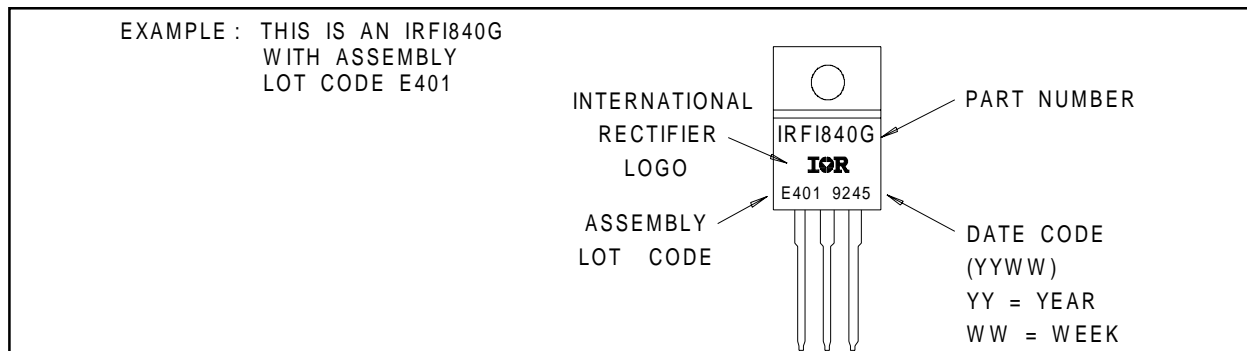 EXAMPLE : THIS IS AN IRFI840G
WITH ASSEMBLY
LOT CODE E401
INTERNATIONAL
RECTIFIER
LOGO
PART NUMBER
IRFI840G
IOR
E401 9245
ASSEMBLY
LOT CODE
DATE CODE
(YYWW)
YY = YEAR
WW = WEEK